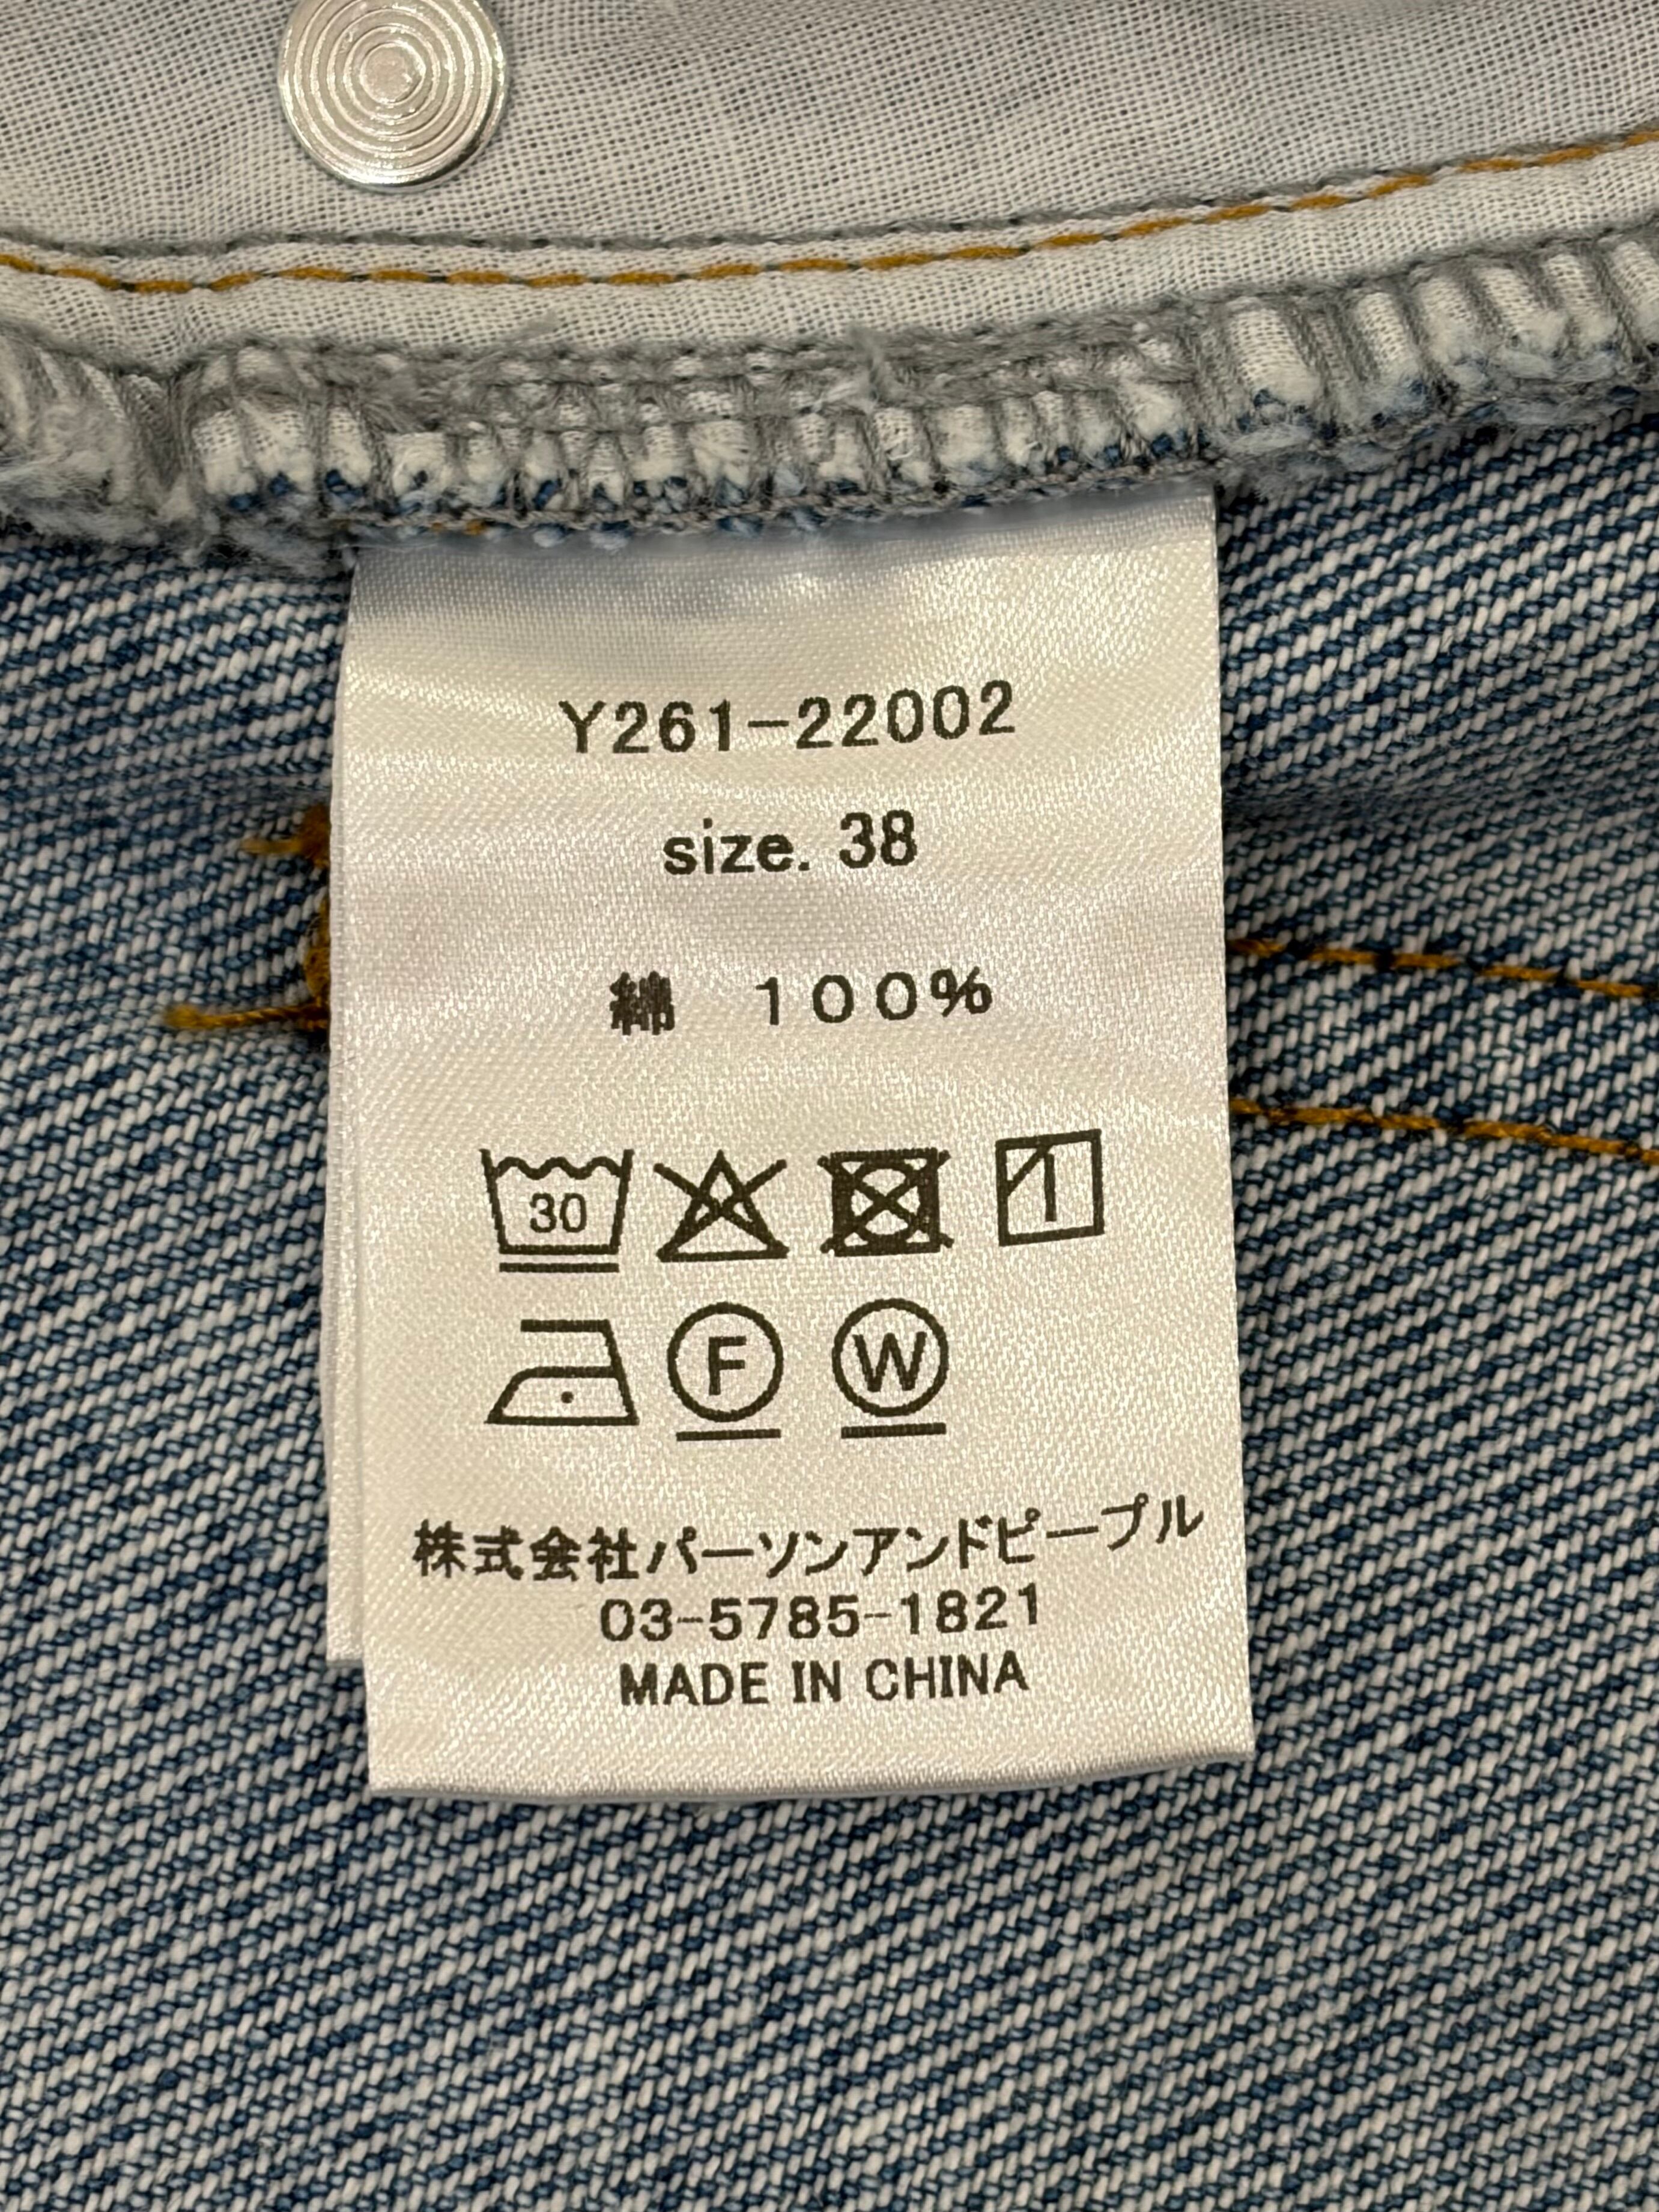 Y261-22002
size. 38
綿　１００％
30
F W
株式会社パーソンアンドピープル
03-5785-1821
MADE IN CHINA